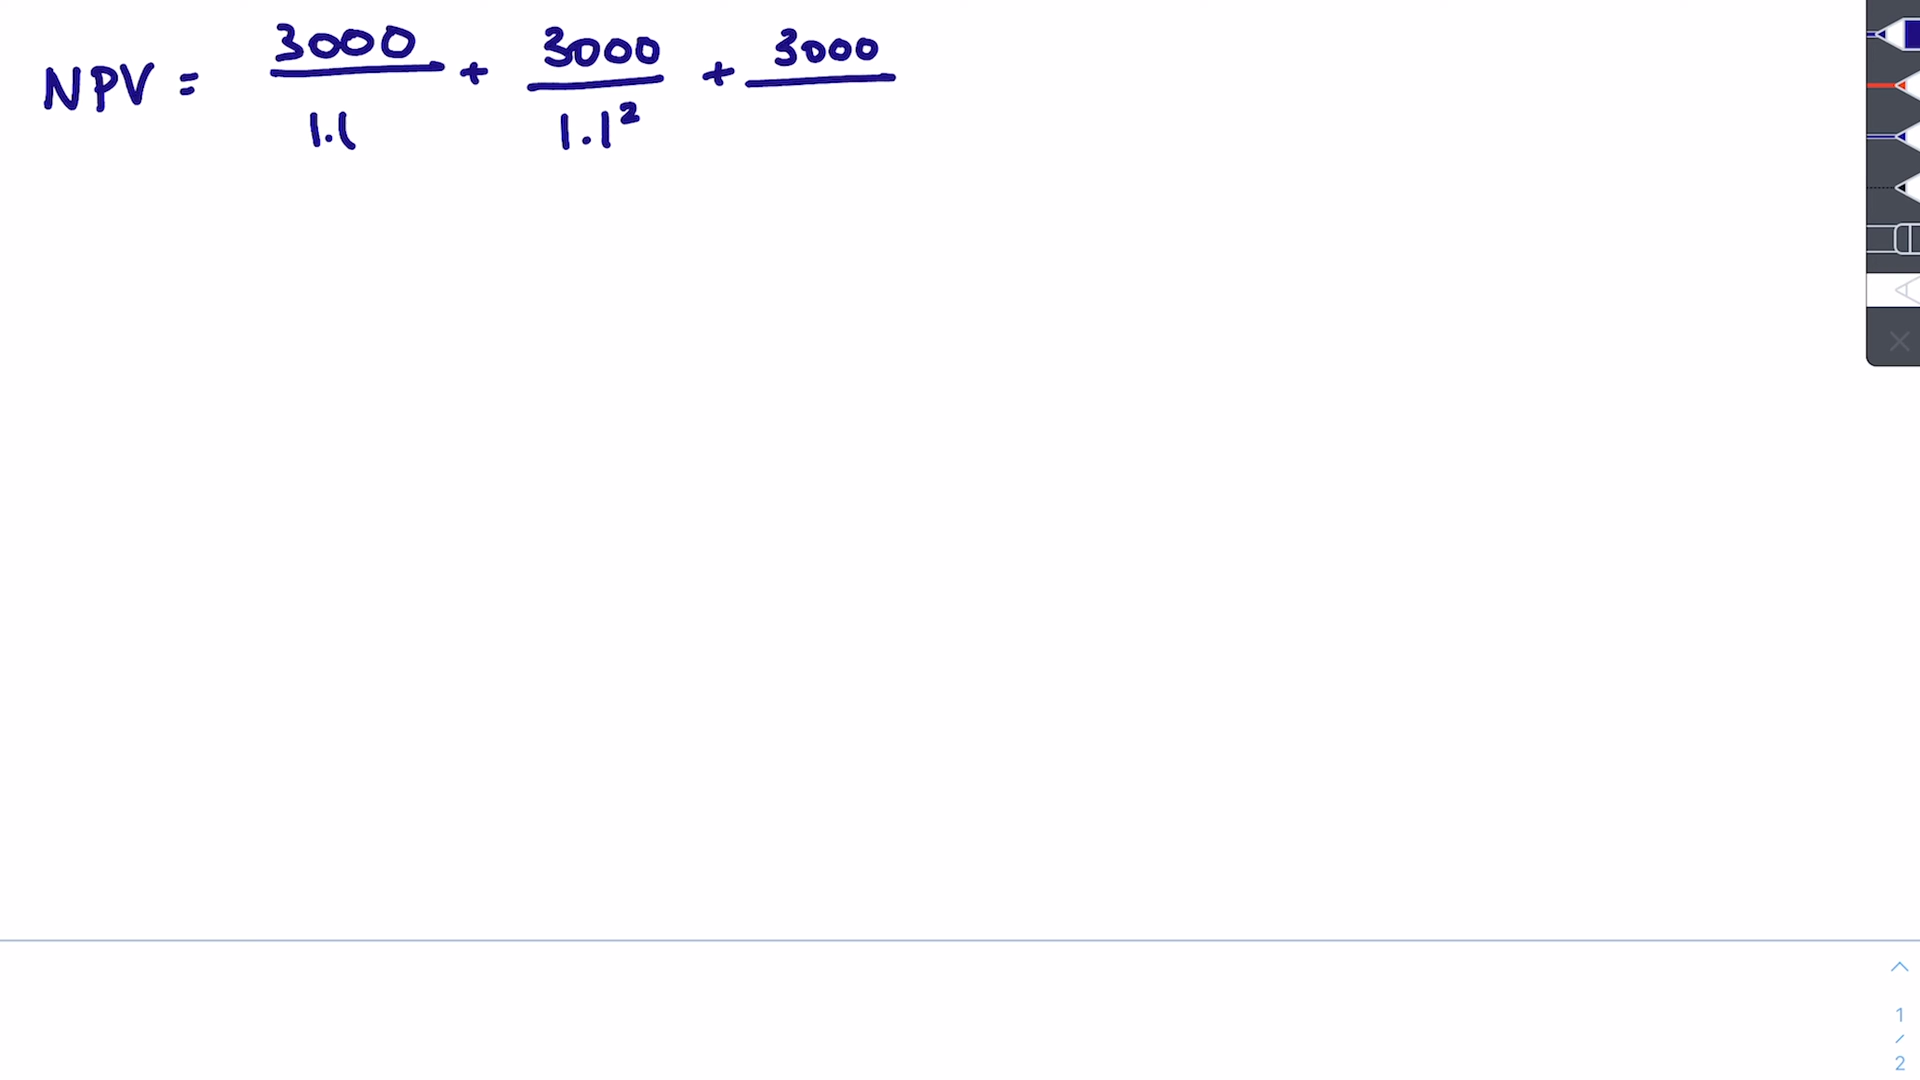 NPV = 3000/1.1 + 3000/1.1² + 3000/
1
/
2